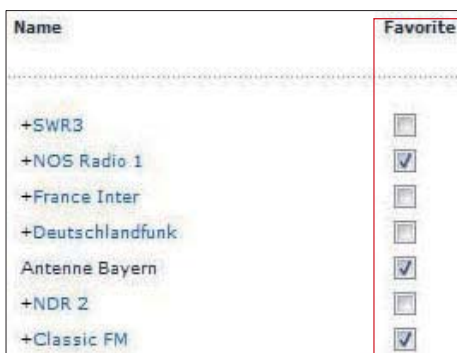 Name Favorite
+SWR3
+NOS Radio 1
+France Inter
+Deutschlandfunk
Antenne Bayern
+NDR 2
+Classic FM